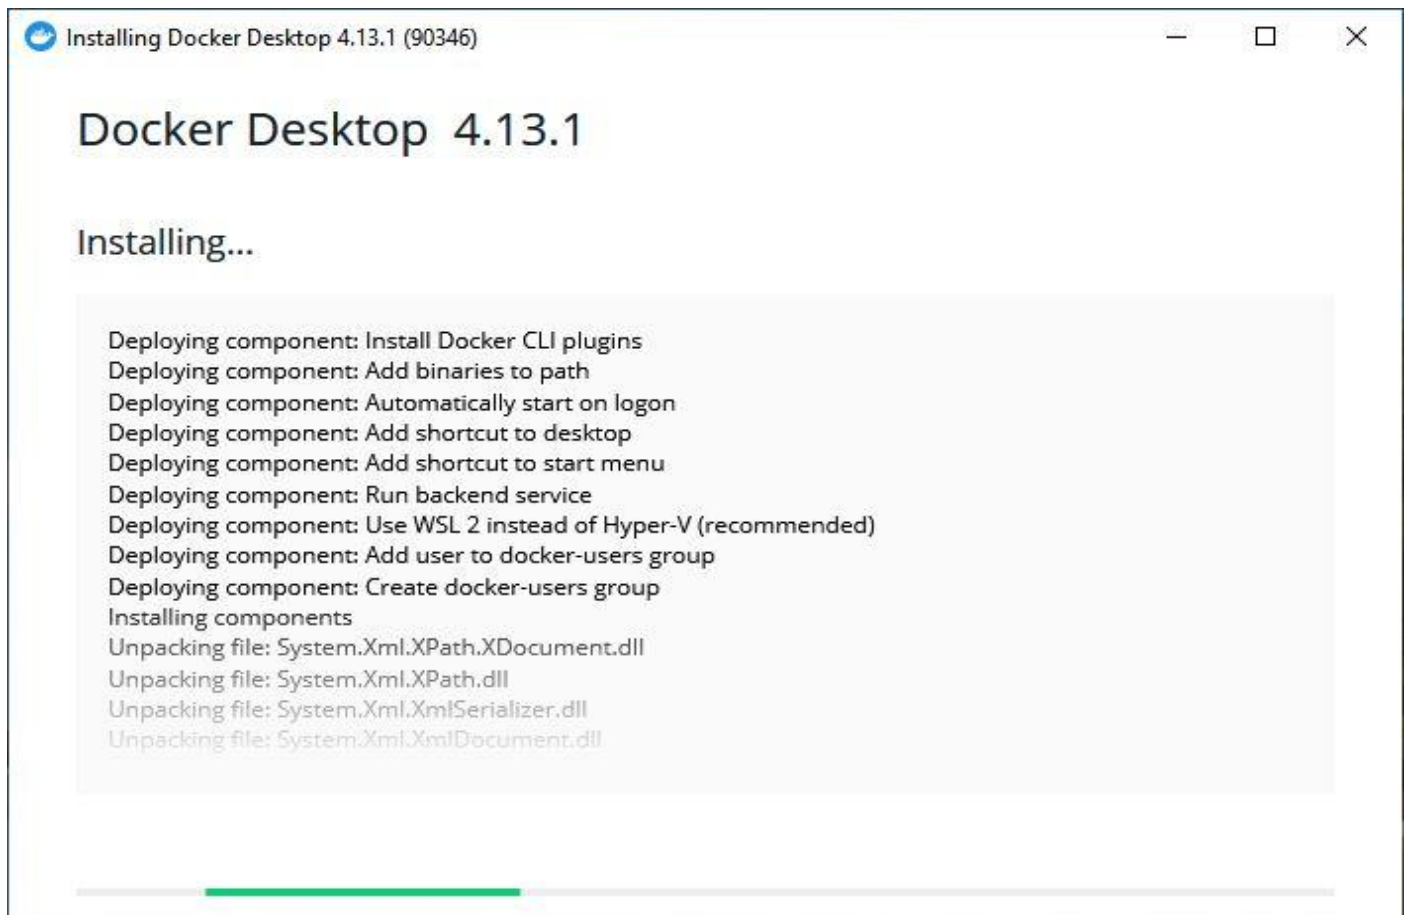 Installing Docker Desktop 4.13.1 (90346)
Docker Desktop 4.13.1
Installing...
Deploying component: Install Docker CLI plugins
Deploying component: Add binaries to path
Deploying component: Automatically start on logon
Deploying component: Add shortcut to desktop
Deploying component: Add shortcut to start menu
Deploying component: Run backend service
Deploying component: Use WSL 2 instead of Hyper-V (recommended)
Deploying component: Add user to docker-users group
Deploying component: Create docker-users group
Installing components
Unpacking file: System.Xml.XPath.XDocument.dll
Unpacking file: System.Xml.XPath.dll
Unpacking file: System.Xml.XmlSerializer.dll
Unpacking file: System.Xml.XmlDocument.dll